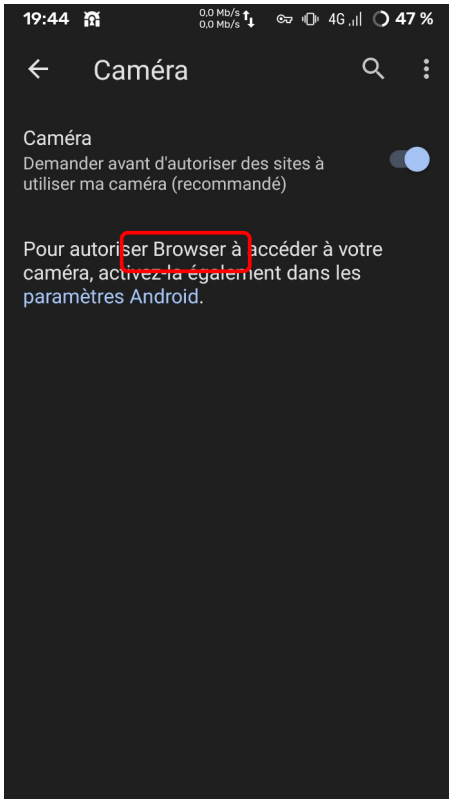 19:44
0,0 Mb/s
0,0 Mb/s
4G
47 %
Caméra
Caméra
Demander avant d'autoriser des sites à
utiliser ma caméra (recommandé)
Pour autoriser Browser à accéder à votre
caméra, activez-la également dans les
paramètres Android.